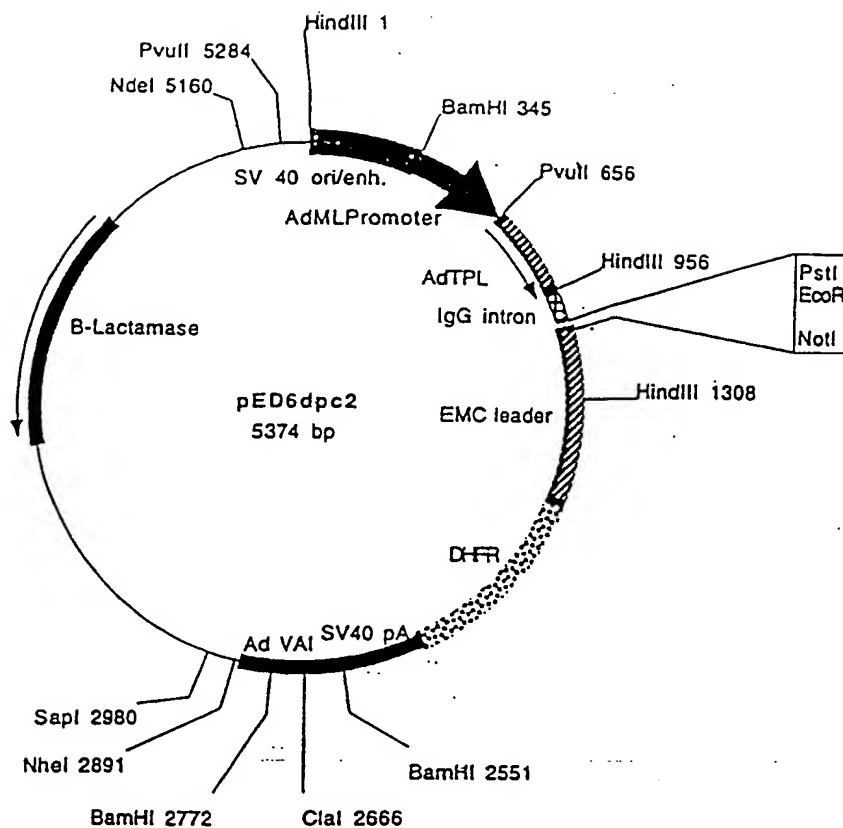 HindIII 1
PvuII 5284
NdeI 5160
BamHI 345
SV 40 ori/enh.
PvuII 656
AdMLPromoter
HindIII 956
AdTPL
PstI
EcoR
IgG intron
NotI
B-Lactamase
pED6dpc2
5374 bp
HindIII 1308
EMC leader
DHFR
SV40 pA
Ad VAI
SapI 2980
NheI 2891
BamHI 2551
BamHI 2772
ClaI 2666